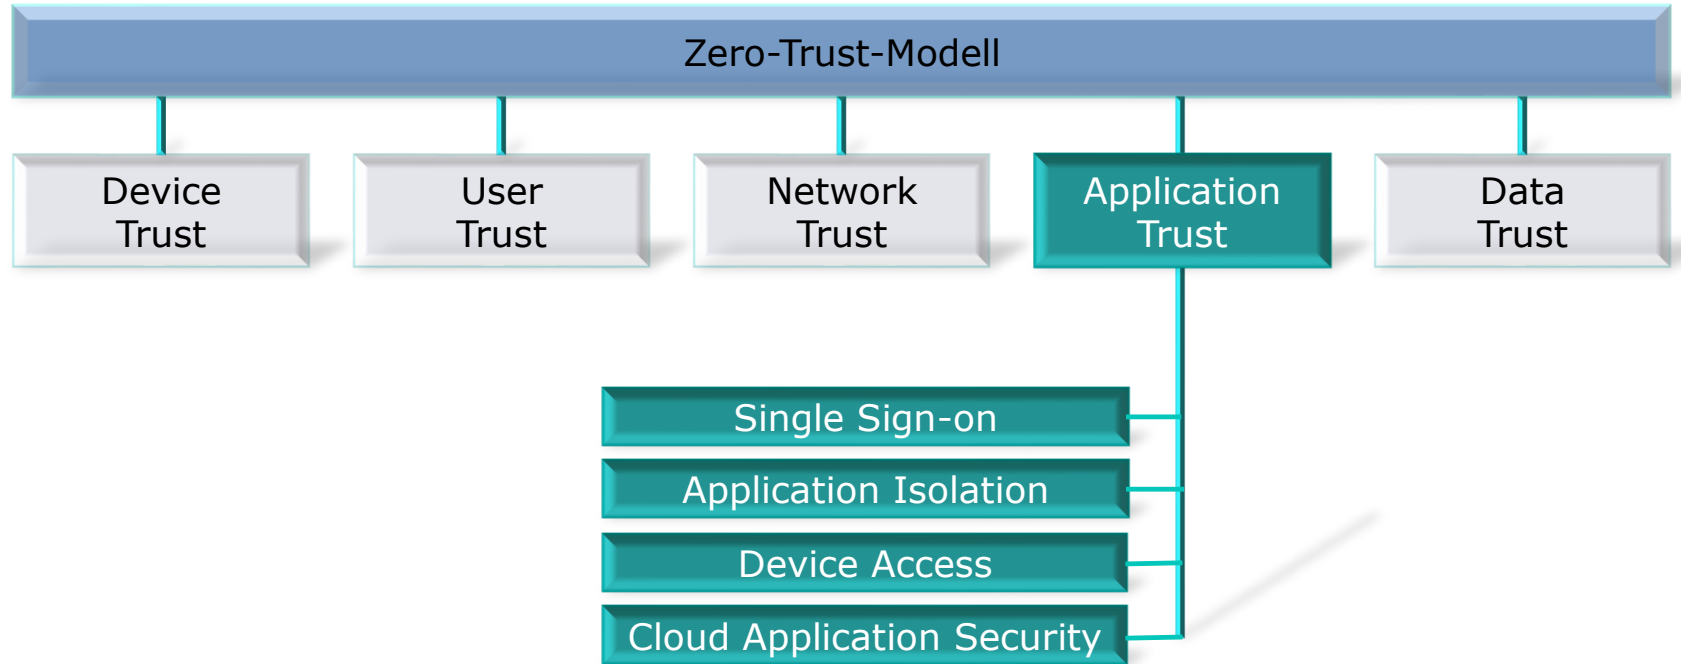 Zero-Trust-Modell
Device
Trust
User
Trust
Network
Trust
Application
Trust
Data
Trust
Single Sign-on
Application Isolation
Device Access
Cloud Application Security